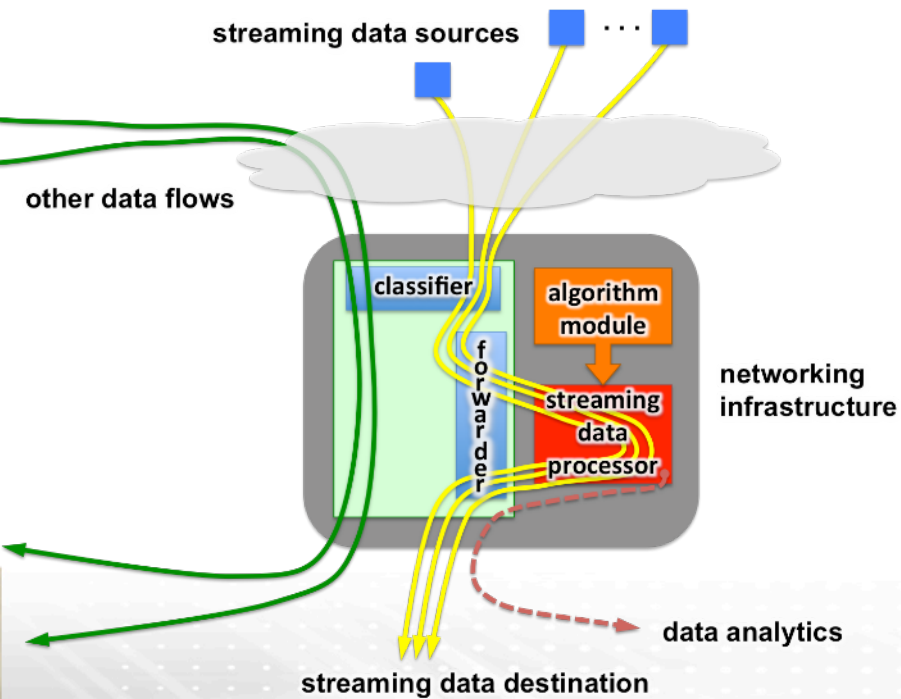 streaming data sources
...
other data flows
classifier
algorithm
module
forwarder
networking
infrastructure
streaming
data
processor
data analytics
streaming data destination